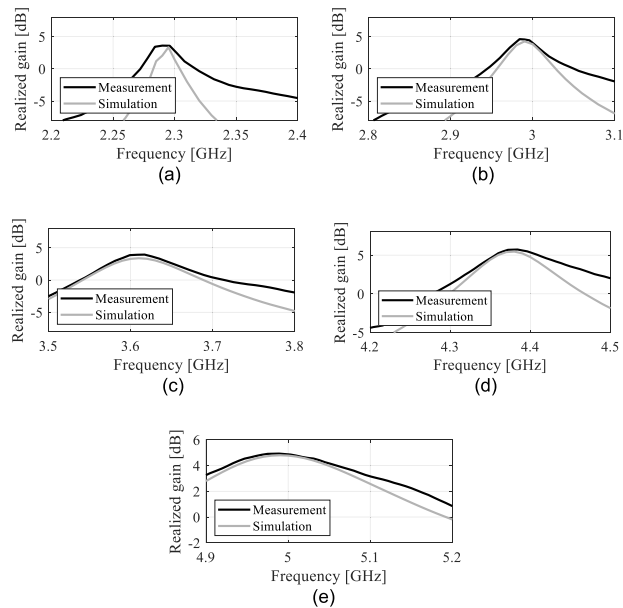 Realized gain [dB]
5
0
-5
Measurement
Simulation
2.2 2.25 2.3 2.35 2.4
Frequency [GHz]
(a)
Realized gain [dB]
5
0
-5
Measurement
Simulation
2.8 2.9 3 3.1
Frequency [GHz]
(b)
Realized gain [dB]
5
0
-5
Measurement
Simulation
3.5 3.6 3.7 3.8
Frequency [GHz]
(c)
Realized gain [dB]
5
0
-5
Measurement
Simulation
4.2 4.3 4.4 4.5
Frequency [GHz]
(d)
Realized gain [dB]
6
4
2
0
-2
Measurement
Simulation
4.9 5 5.1 5.2
Frequency [GHz]
(e)